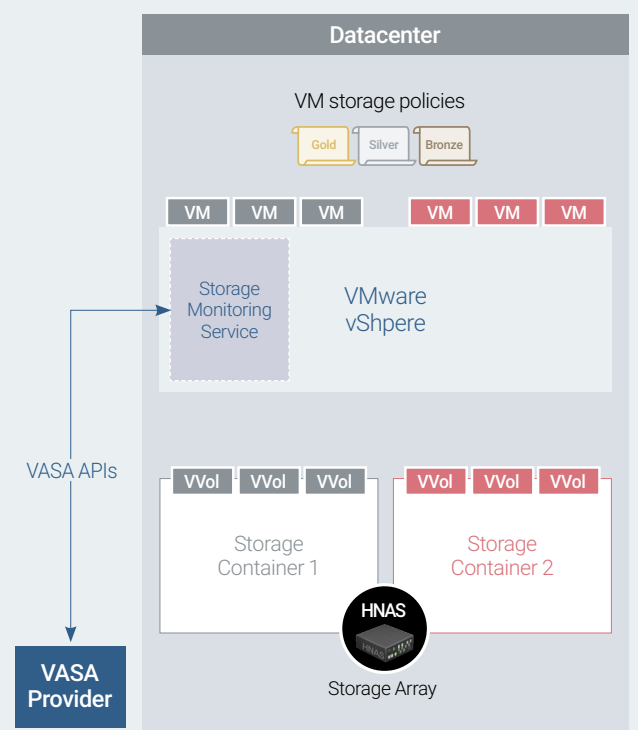 Datacenter
VM storage policies
Gold Silver Bronze
VM VM VM VM VM VM
Storage
Monitoring
Service
VMware
vShpere
VASA APIs
VVol VVol VVol VVol VVol VVol
Storage
Container 1
Storage
Container 2
HNAS
HNAS
Storage Array
VASA
Provider